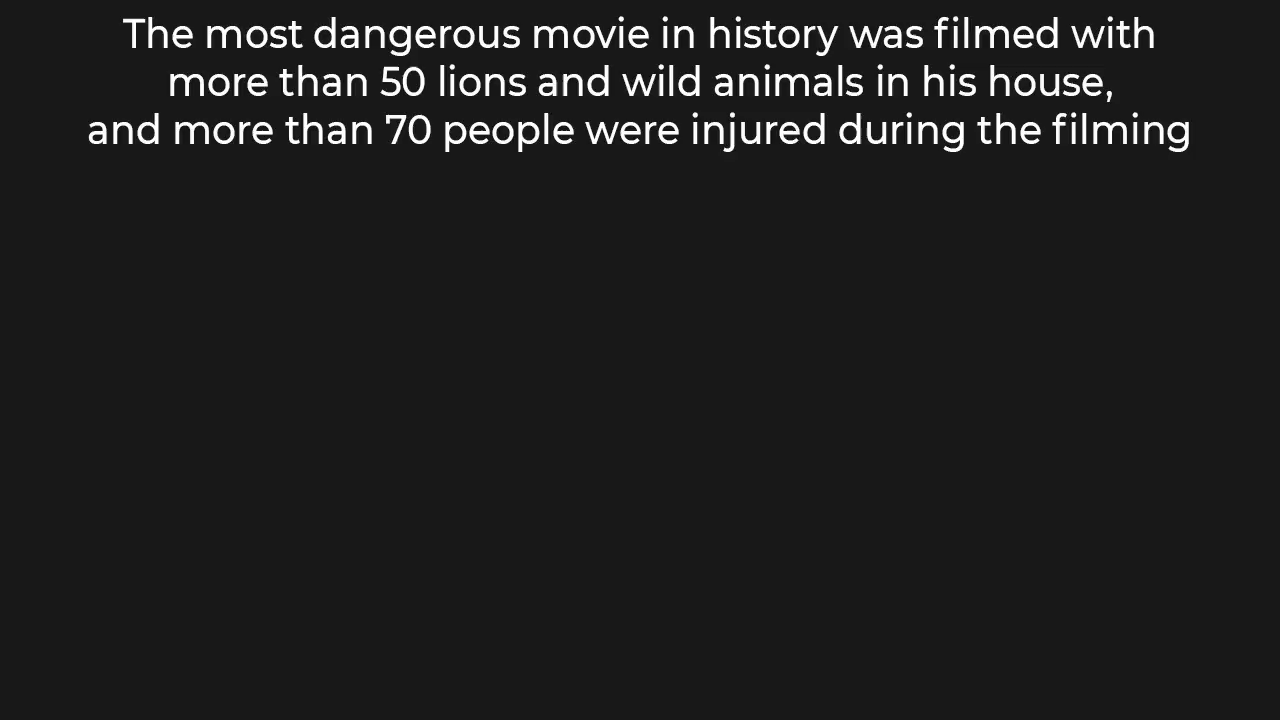 The most dangerous movie in history was filmed with
more than 50 lions and wild animals in his house,
and more than 70 people were injured during the filming